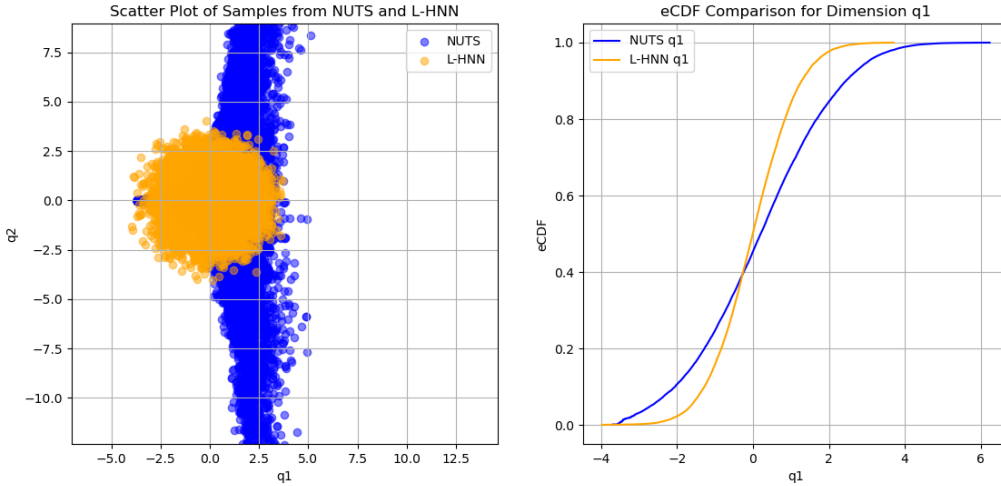 Scatter Plot of Samples from NUTS and L-HNN
NUTS
L-HNN
7.5
5.0
2.5
0.0
−2.5
−5.0
−7.5
−10.0
q2
−5.0 −2.5 0.0 2.5 5.0 7.5 10.0 12.5
q1
eCDF Comparison for Dimension q1
NUTS q1
L-HNN q1
1.0
0.8
0.6
0.4
0.2
0.0
eCDF
−4 −2 0 2 4 6
q1